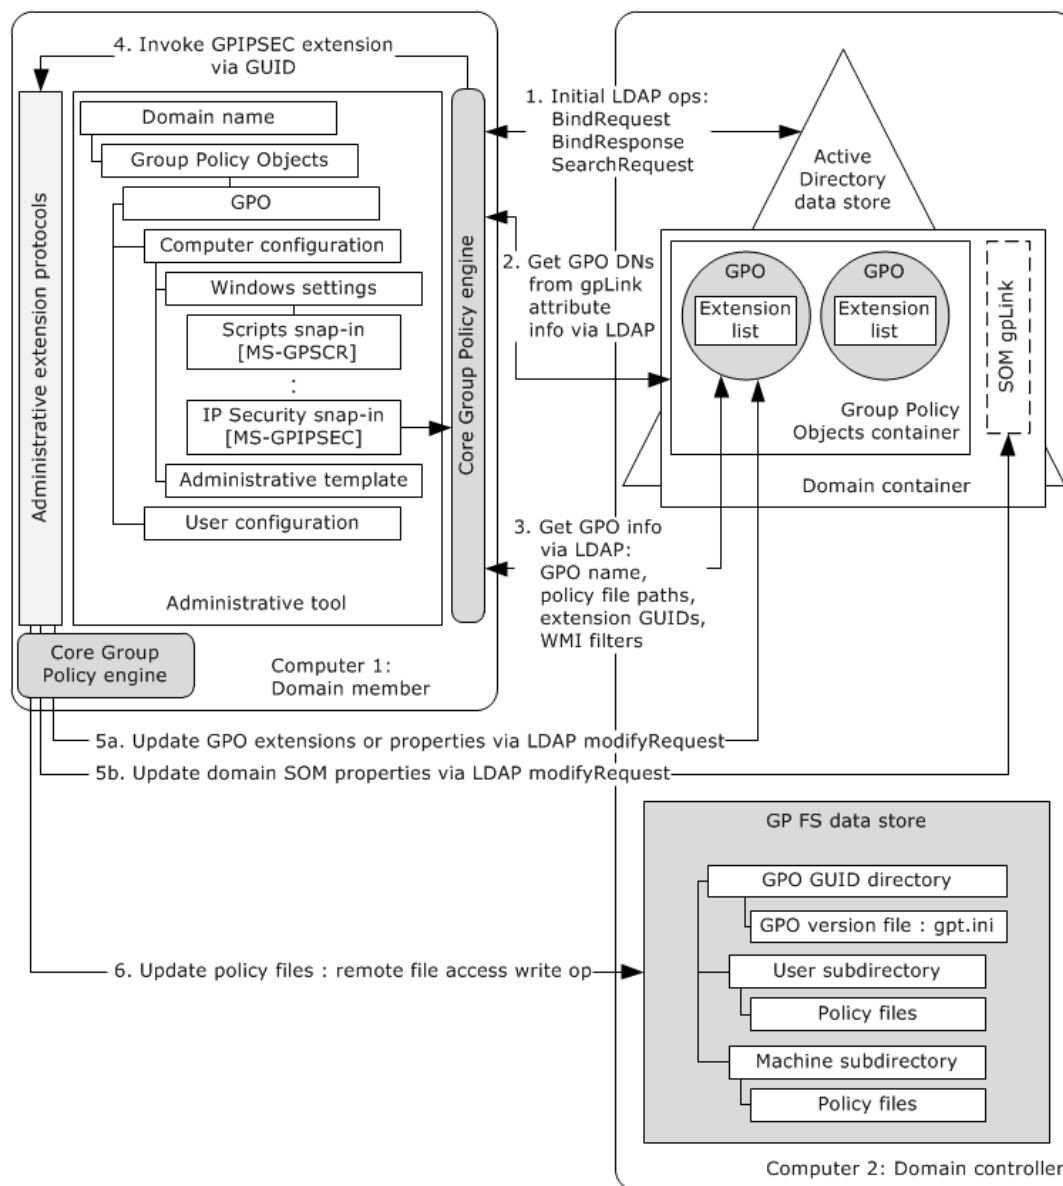 4. Invoke GPIPSEC extension
via GUID
Administrative extension protocols
Domain name
Group Policy Objects
GPO
Computer configuration
Windows settings
Scripts snap-in
[MS-GPSCR]
:
IP Security snap-in
[MS-GPIPSEC]
Administrative template
User configuration
Administrative tool
Core Group Policy engine
Core Group
Policy engine
Computer 1:
Domain member
1. Initial LDAP ops:
BindRequest
BindResponse
SearchRequest
2. Get GPO DNs
from gpLink
attribute
info via LDAP
3. Get GPO info
via LDAP:
GPO name,
policy file paths,
extension GUIDs,
WMI filters
Active
Directory
data store
GPO
Extension
list
GPO
Extension
list
SOM gpLink
Group Policy
Objects container
Domain container
5a. Update GPO extensions or properties via LDAP modifyRequest
5b. Update domain SOM properties via LDAP modifyRequest
6. Update policy files : remote file access write op
GP FS data store
GPO GUID directory
GPO version file : gpt.ini
User subdirectory
Policy files
Machine subdirectory
Policy files
Computer 2: Domain controller